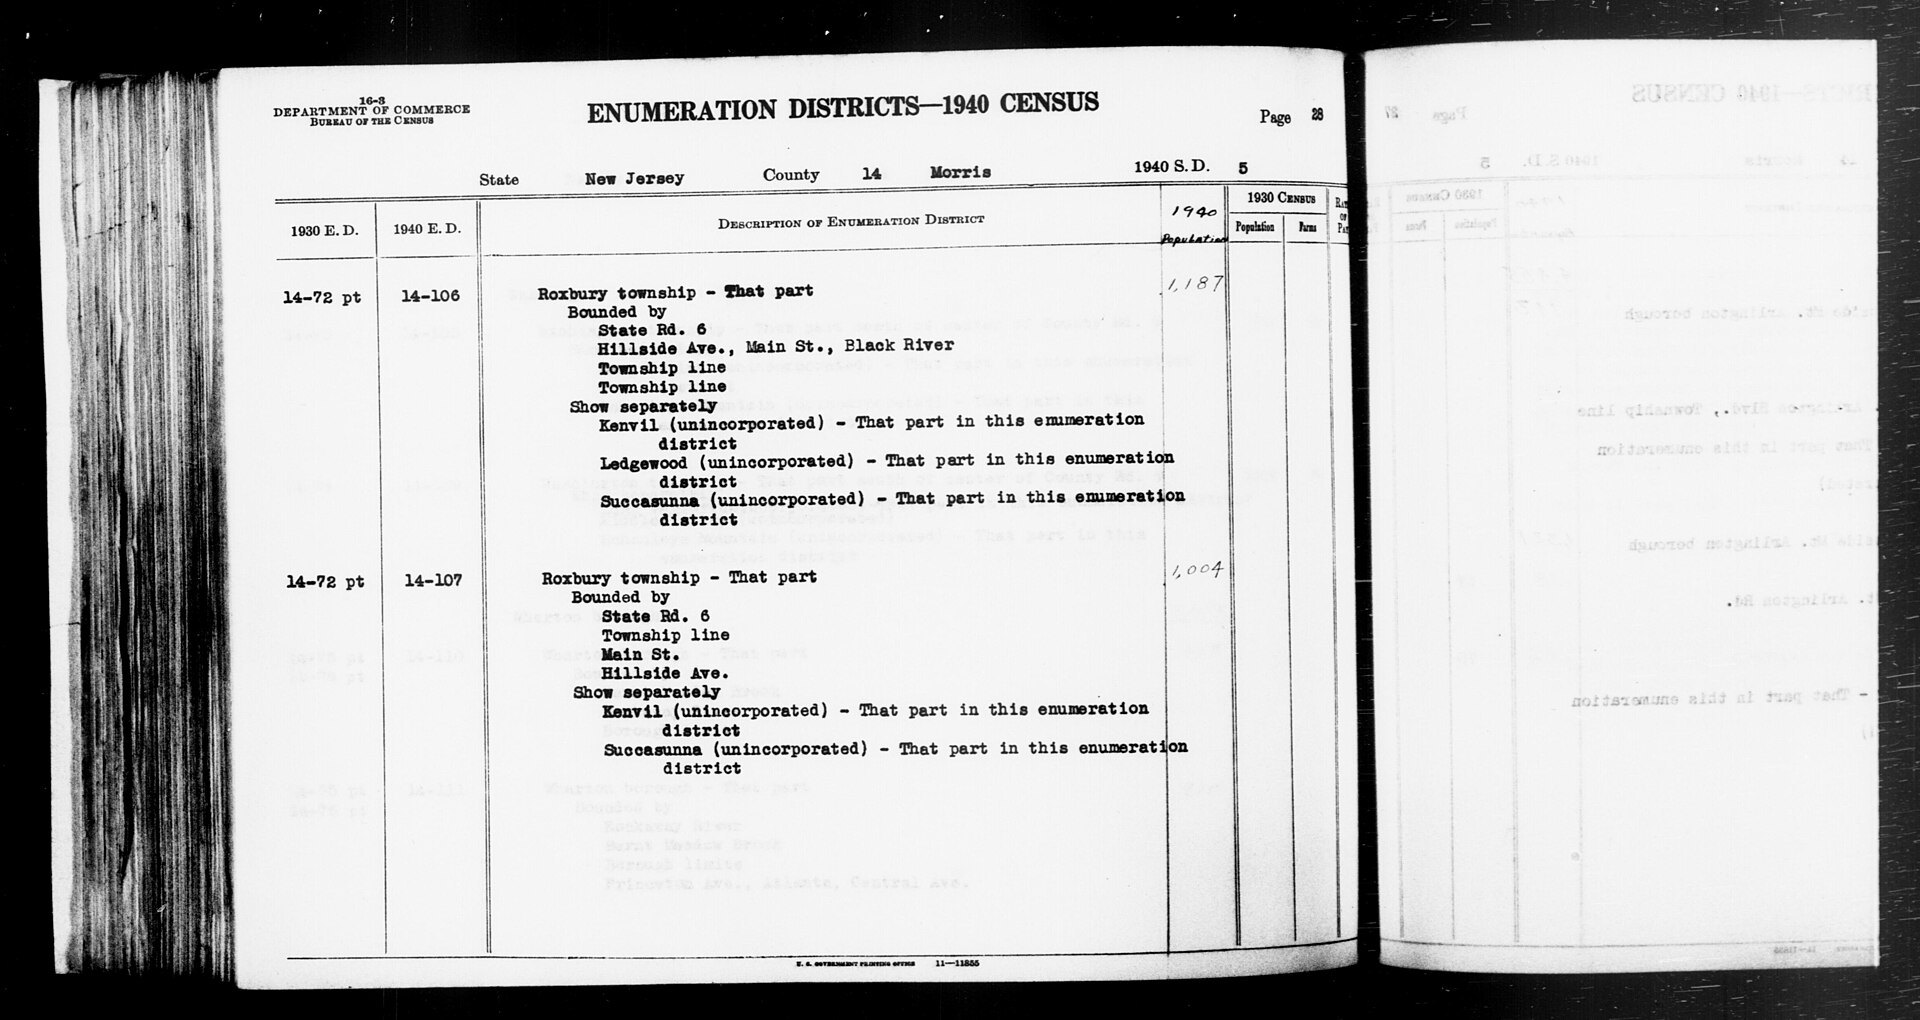 16-3
DEPARTMENT OF COMMERCE
BUREAU OF THE CENSUS
ENUMERATION DISTRICTS—1940 CENSUS
Page 28
State New Jersey County 14 Morris 1940 S.D. 5
1930 E. D. 1940 E. D. DESCRIPTION OF ENUMERATION DISTRICT 1940 Population 1930 CENSUS Population Farms
14-72 pt 14-106 Roxbury township - That part 1,187
Bounded by
State Rd. 6
Hillside Ave., Main St., Black River
Township line
Township line
Show separately
Kenvil (unincorporated) - That part in this enumeration
district
Ledgewood (unincorporated) - That part in this enumeration
district
Succasunna (unincorporated) - That part in this enumeration
district
14-72 pt 14-107 Roxbury township - That part 1,004
Bounded by
State Rd. 6
Township line
Main St.
Hillside Ave.
Show separately
Kenvil (unincorporated) - That part in this enumeration
district
Succasunna (unincorporated) - That part in this enumeration
district
U. S. GOVERNMENT PRINTING OFFICE 11—11855